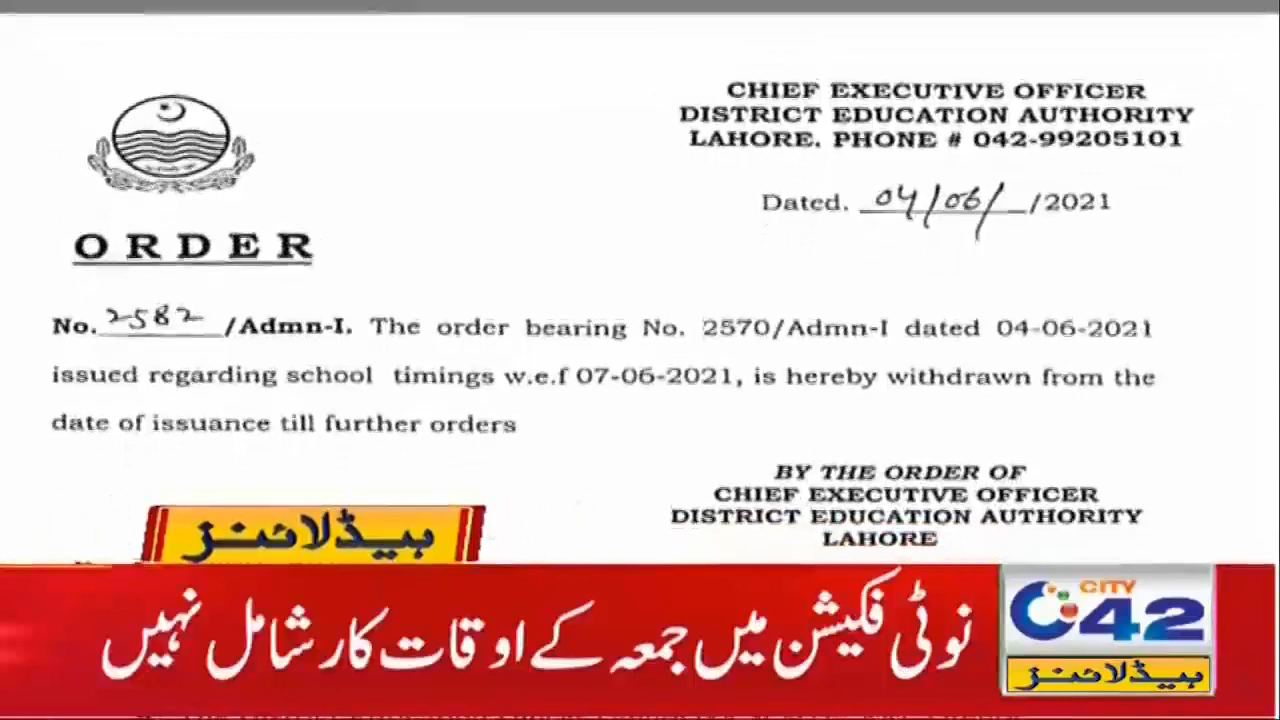 CHIEF EXECUTIVE OFFICER
DISTRICT EDUCATION AUTHORITY
LAHORE. PHONE # 042-99205101
Dated. 04/06/ /2021
ORDER
No. 2582 /Admn-I. The order bearing No. 2570/Admn-I dated 04-06-2021
issued regarding school timings w.e.f 07-06-2021, is hereby withdrawn from the
date of issuance till further orders
BY THE ORDER OF
CHIEF EXECUTIVE OFFICER
DISTRICT EDUCATION AUTHORITY
LAHORE
ہیڈلائنز
نوٹی فکیشن میں جمعہ کے اوقات کار شامل نہیں
CITY
42
ہیڈلائنز